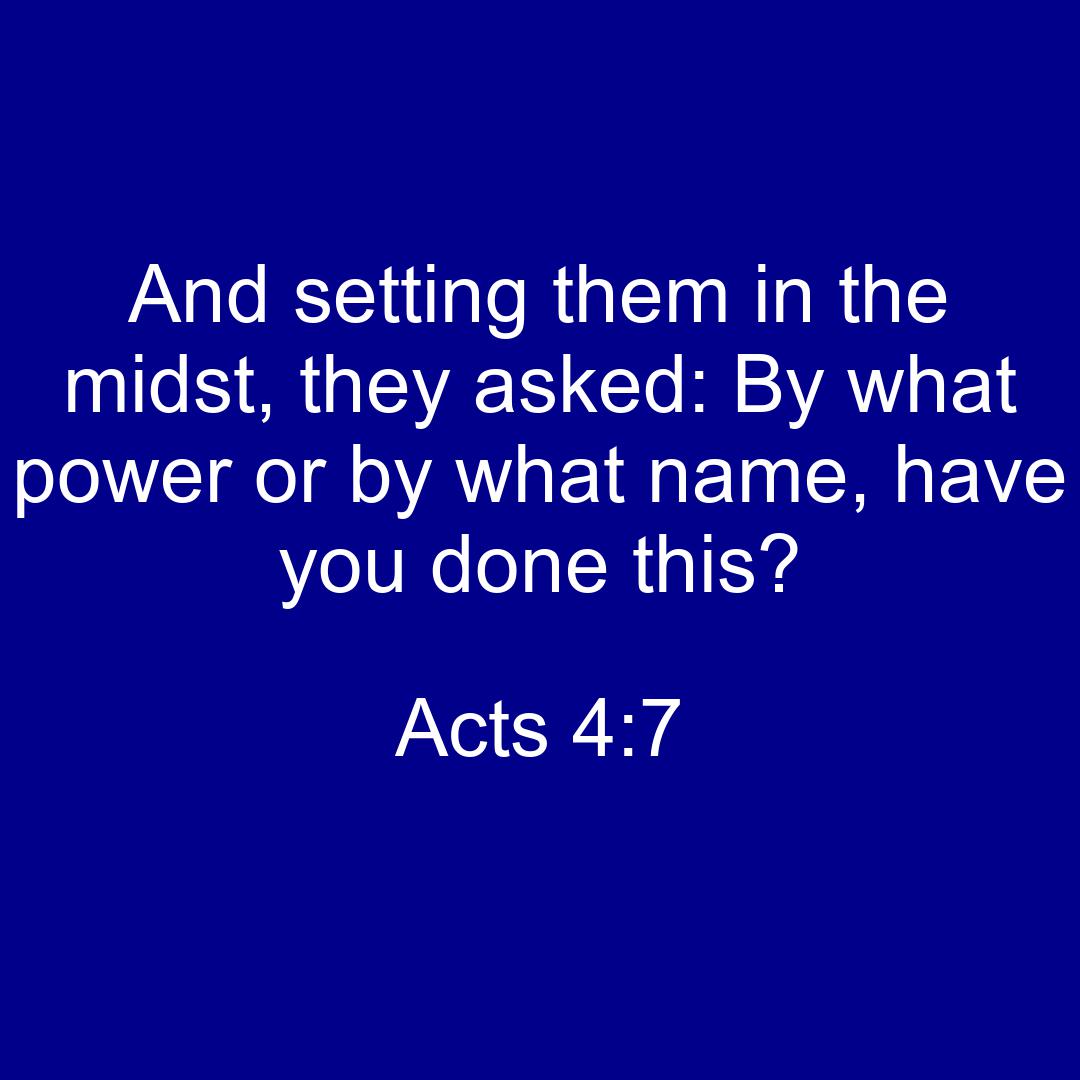 And setting them in the
midst, they asked: By what
power or by what name, have
you done this?
Acts 4:7